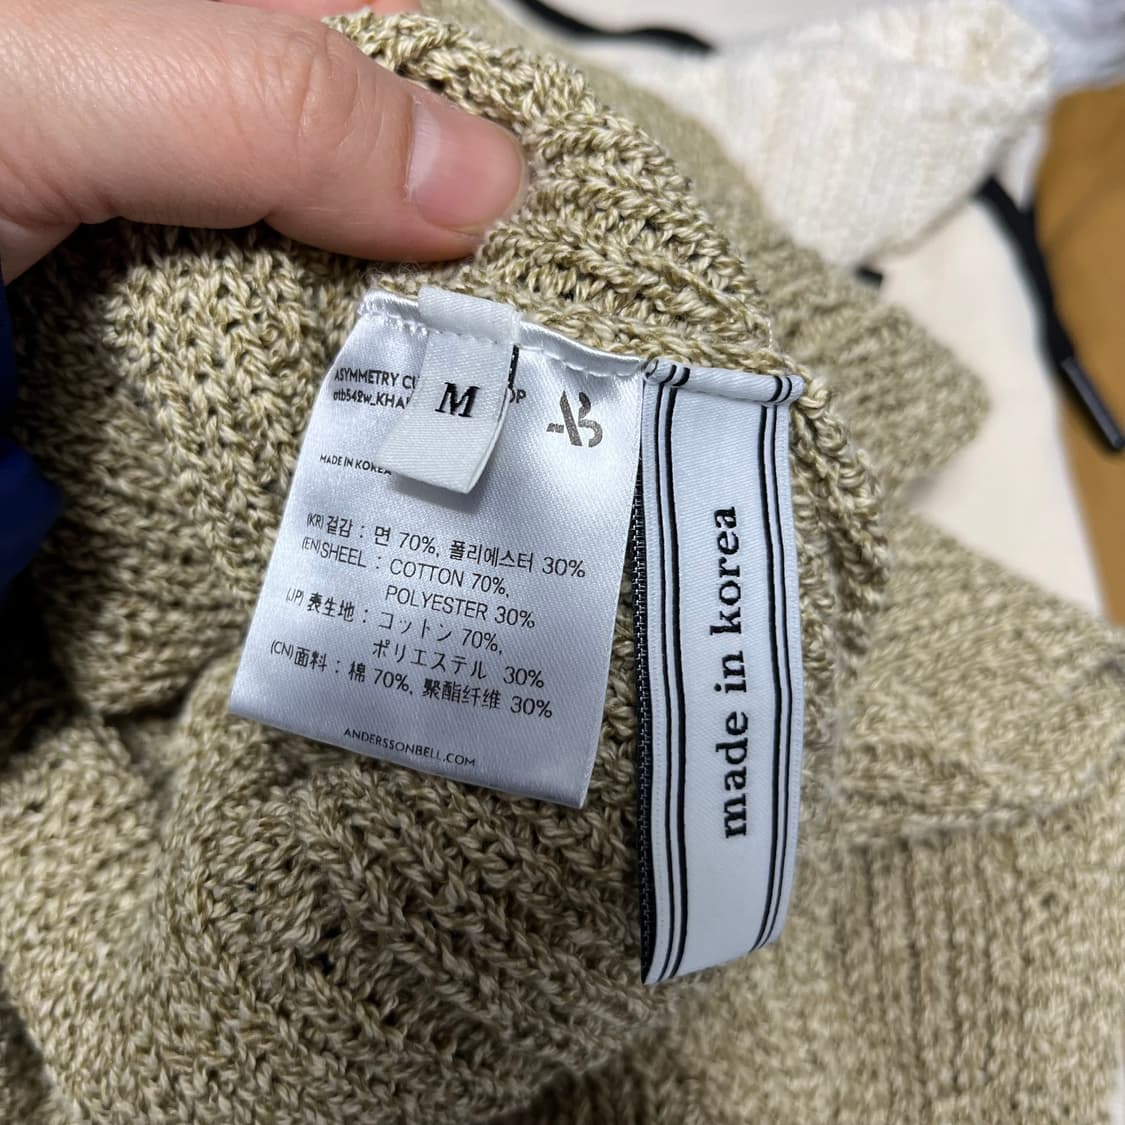 ASYMMETRY
atb542w_KHA
M
AB
MADE IN KOREA
(KR)겉감 : 면 70%, 폴리에스터 30%
(EN)SHEEL : COTTON 70%,
POLYESTER 30%
(JP) 表生地 : コットン 70%,
ポリエステル 30%
(CN)面料 : 棉 70%, 聚酯纤维 30%
ANDERSSONBELL.COM
made in korea